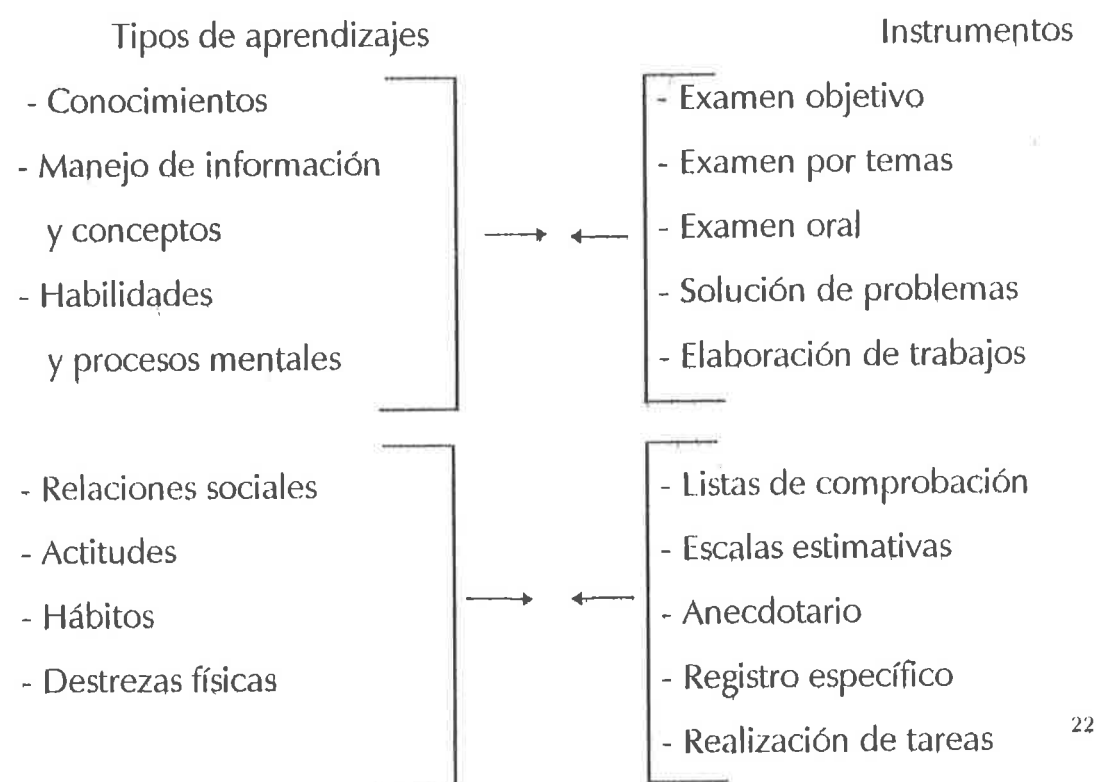 Tipos de aprendizajes
Instrumentos
- Conocimientos
- Manejo de información
y conceptos
- Habilidades
y procesos mentales
- Examen objetivo
- Examen por temas
- Examen oral
- Solución de problemas
- Elaboración de trabajos
- Relaciones sociales
- Actitudes
- Hábitos
- Destrezas físicas
- Listas de comprobación
- Escalas estimativas
- Anecdotario
- Registro específico
- Realización de tareas
22